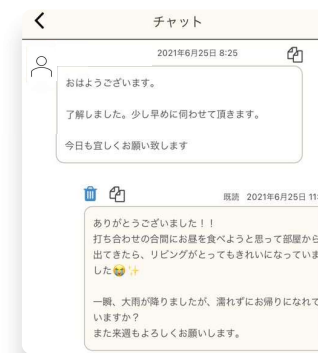 チャット
2021年6月25日 8:25
おはようございます。
了解しました。少し早めに伺わせて頂きます。
今日も宜しくお願い致します
既読 2021年6月25日 11:
ありがとうございました！！
打ち合わせの合間にお昼を食べようと思って部屋から
出てきたら、リビングがとってもきれいになっていま
した😭✨
一瞬、大雨が降りましたが、濡れずにお帰りになれて
いますか？
また来週もよろしくお願いします。